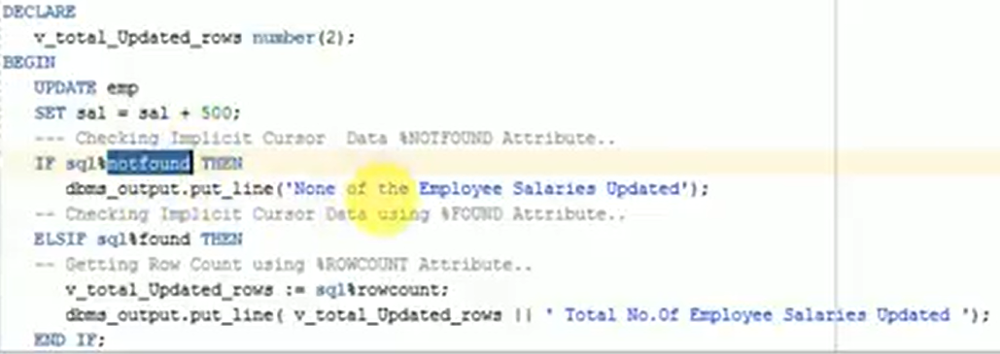 DECLARE
v_total_Updated_rows number(2);
BEGIN
UPDATE emp
SET sal = sal + 500;
--- Checking Implicit Cursor Data %NOTFOUND Attribute..
IF sql%notfound THEN
dbms_output.put_line('None of the Employee Salaries Updated');
-- Checking Implicit Cursor Data using %FOUND Attribute..
ELSIF sql%found THEN
-- Getting Row Count using %ROWCOUNT Attribute..
v_total_Updated_rows := sql%rowcount;
dbms_output.put_line( v_total_Updated_rows || ' Total No.Of Employee Salaries Updated ');
END IF;